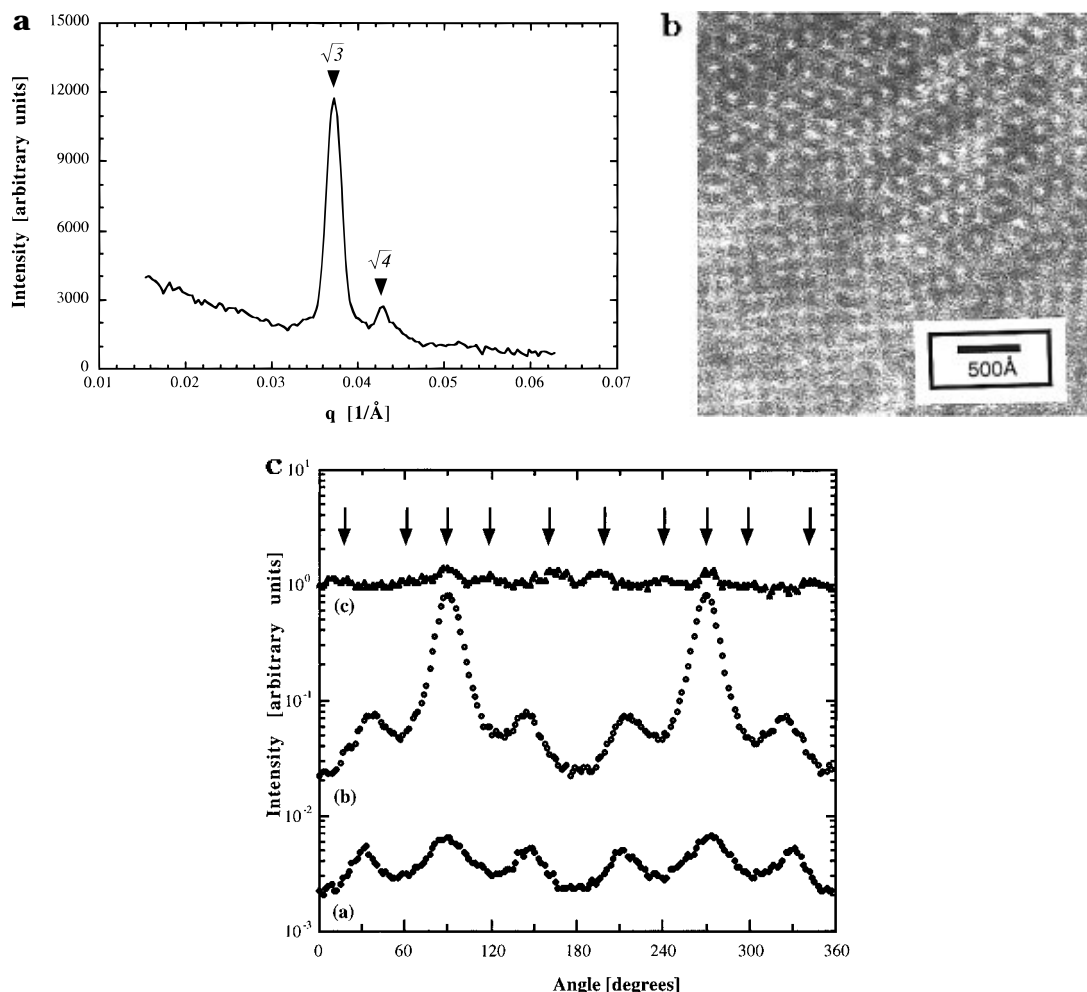 a
15000
12000
9000
6000
3000
0
0.01 0.02 0.03 0.04 0.05 0.06 0.07
q [1/Å]
Intensity [arbitrary units]
√3
√4
b
500Å
c
10¹
10⁰
10⁻¹
10⁻²
10⁻³
(c)
(b)
(a)
0 60 120 180 240 300 360
Angle [degrees]
Intensity [arbitrary units]